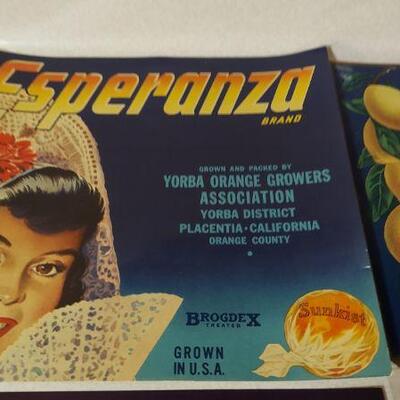 Esperanza
BRAND
GROWN AND PACKED BY
YORBA ORANGE GROWERS
ASSOCIATION
YORBA DISTRICT
PLACENTIA • CALIFORNIA
ORANGE COUNTY
BROGDEX
TREATED
Sunkist
GROWN
IN U.S.A.